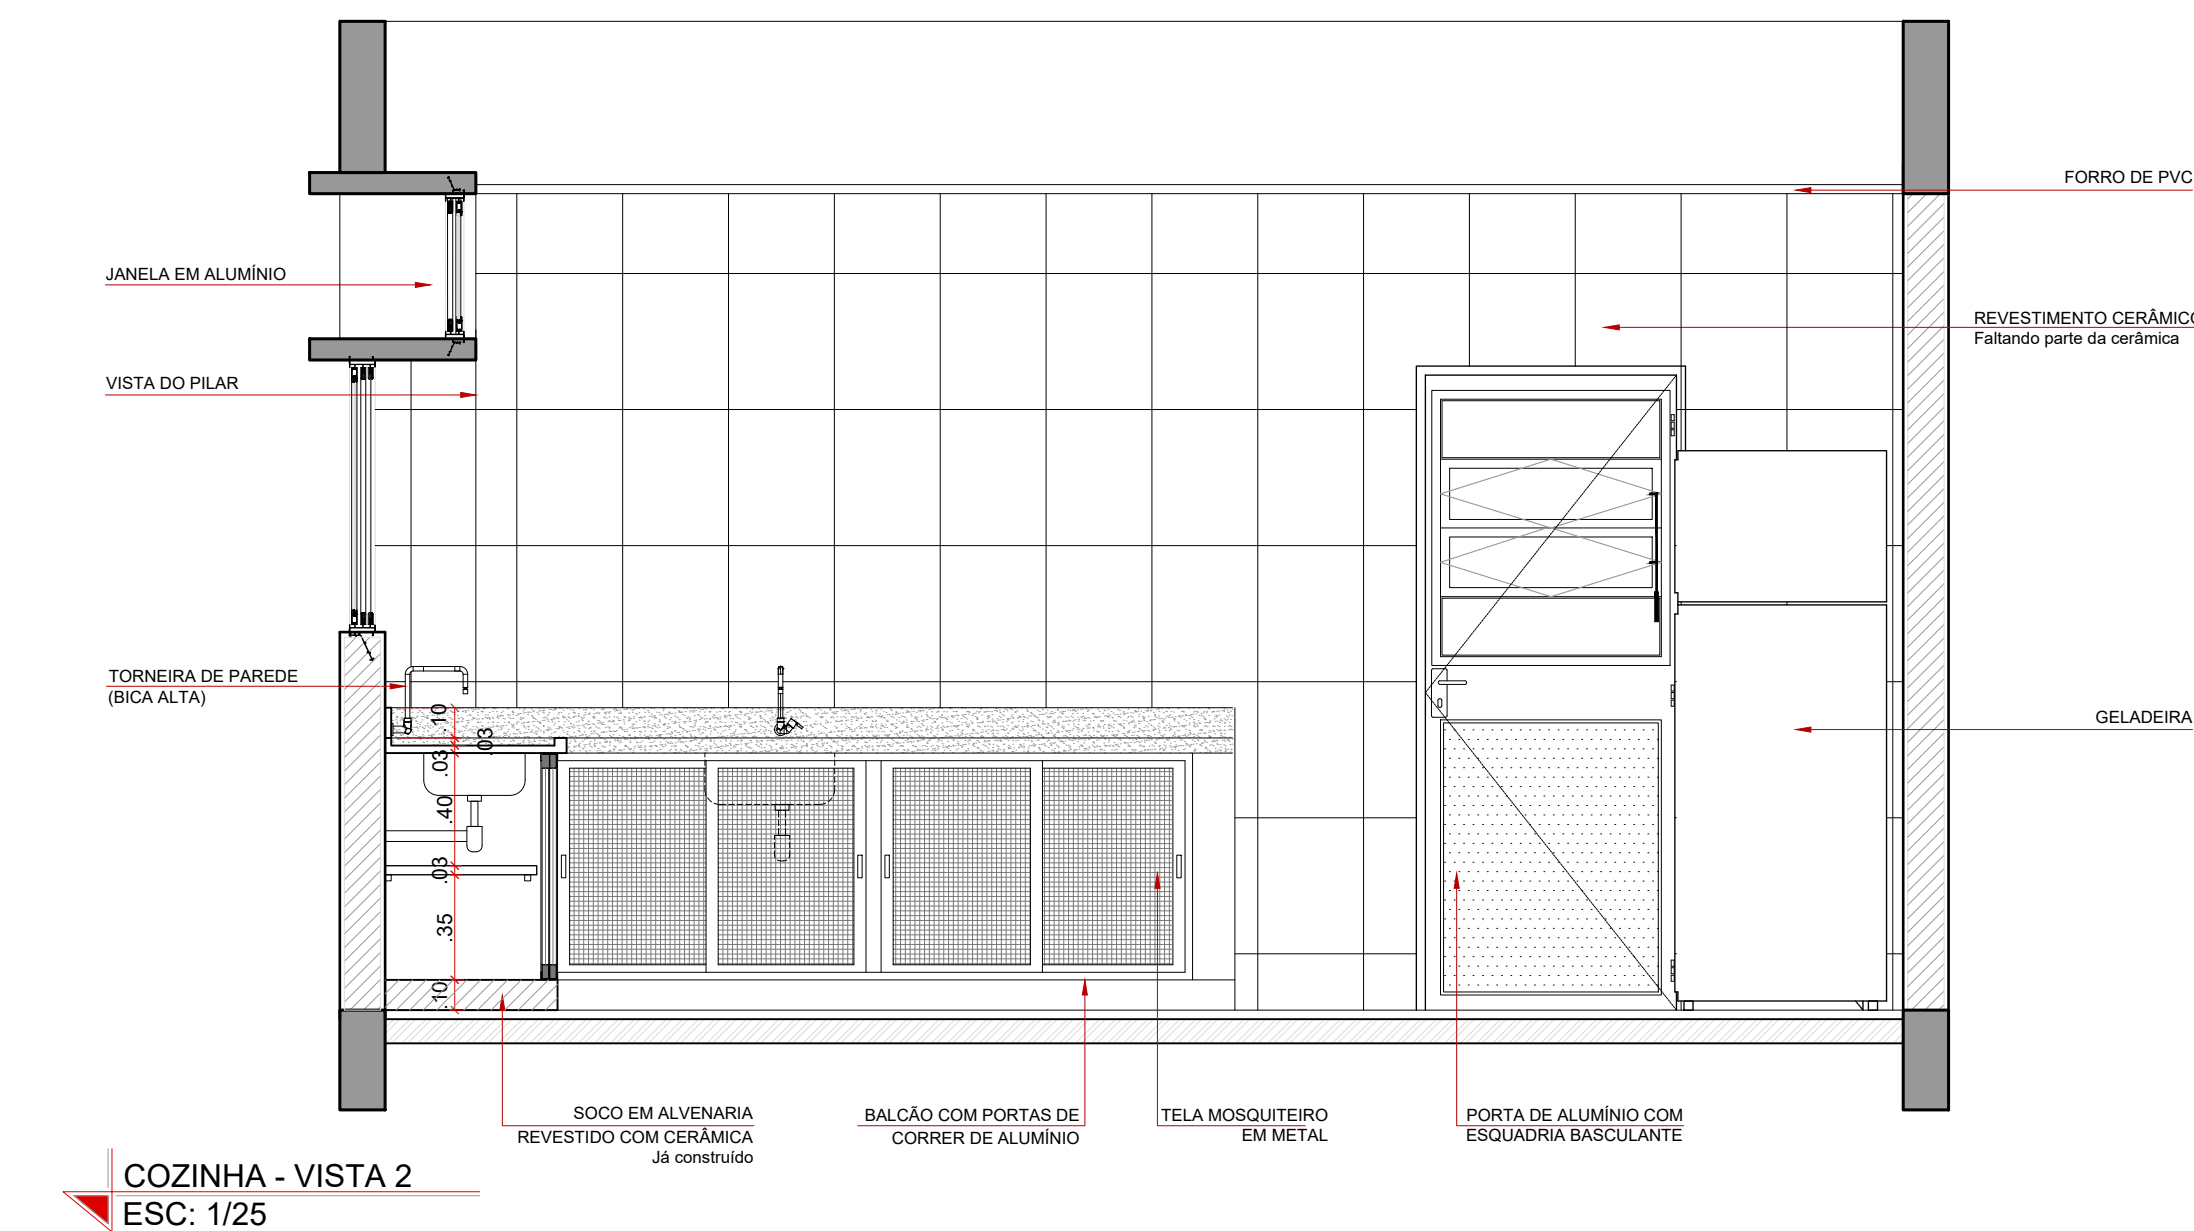 FORRO DE PVC
JANELA EM ALUMÍNIO
REVESTIMENTO CERÂMICO
Faltando parte da cerâmica
VISTA DO PILAR
TORNEIRA DE PAREDE
(BICA ALTA)
GELADEIRA
.10
.03
.03
.40
.03
.35
.10
SOCO EM ALVENARIA
REVESTIDO COM CERÂMICA
Já construído
BALCÃO COM PORTAS DE
CORRER DE ALUMÍNIO
TELA MOSQUITEIRO
EM METAL
PORTA DE ALUMÍNIO COM
ESQUADRIA BASCULANTE
COZINHA - VISTA 2
ESC: 1/25